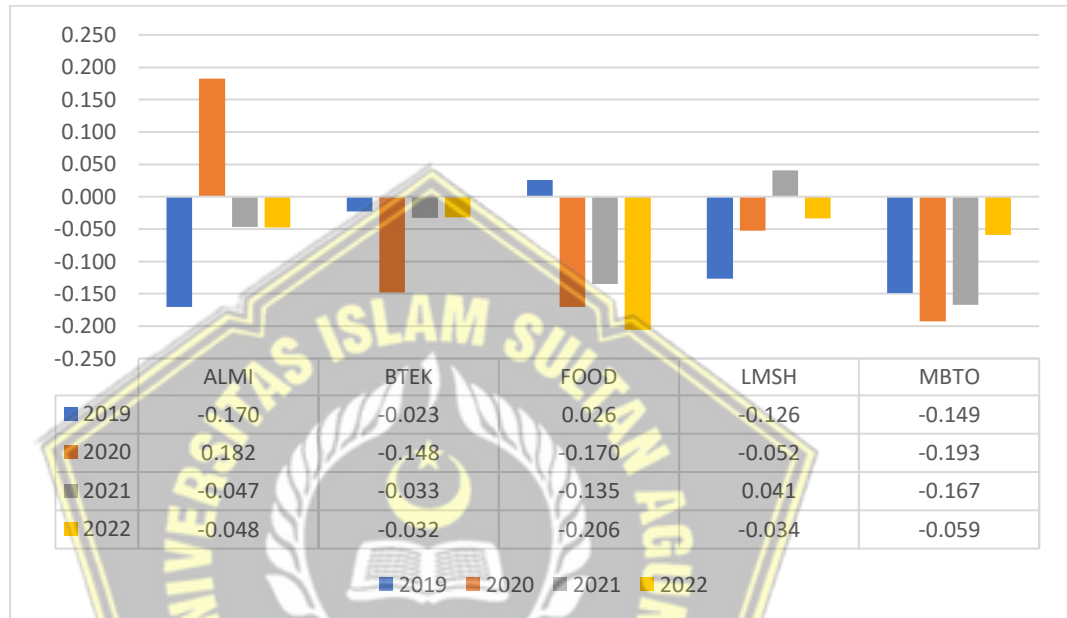 0.250
0.200
0.150
0.100
0.050
0.000
-0.050
-0.100
-0.150
-0.200
-0.250
ALMI BTEK FOOD LMSH MBTO
2019 -0.170 -0.023 0.026 -0.126 -0.149
2020 0.182 -0.148 -0.170 -0.052 -0.193
2021 -0.047 -0.033 -0.135 0.041 -0.167
2022 -0.048 -0.032 -0.206 -0.034 -0.059
2019 2020 2021 2022
UNIVERSITAS ISLAM SULTAN AGUN